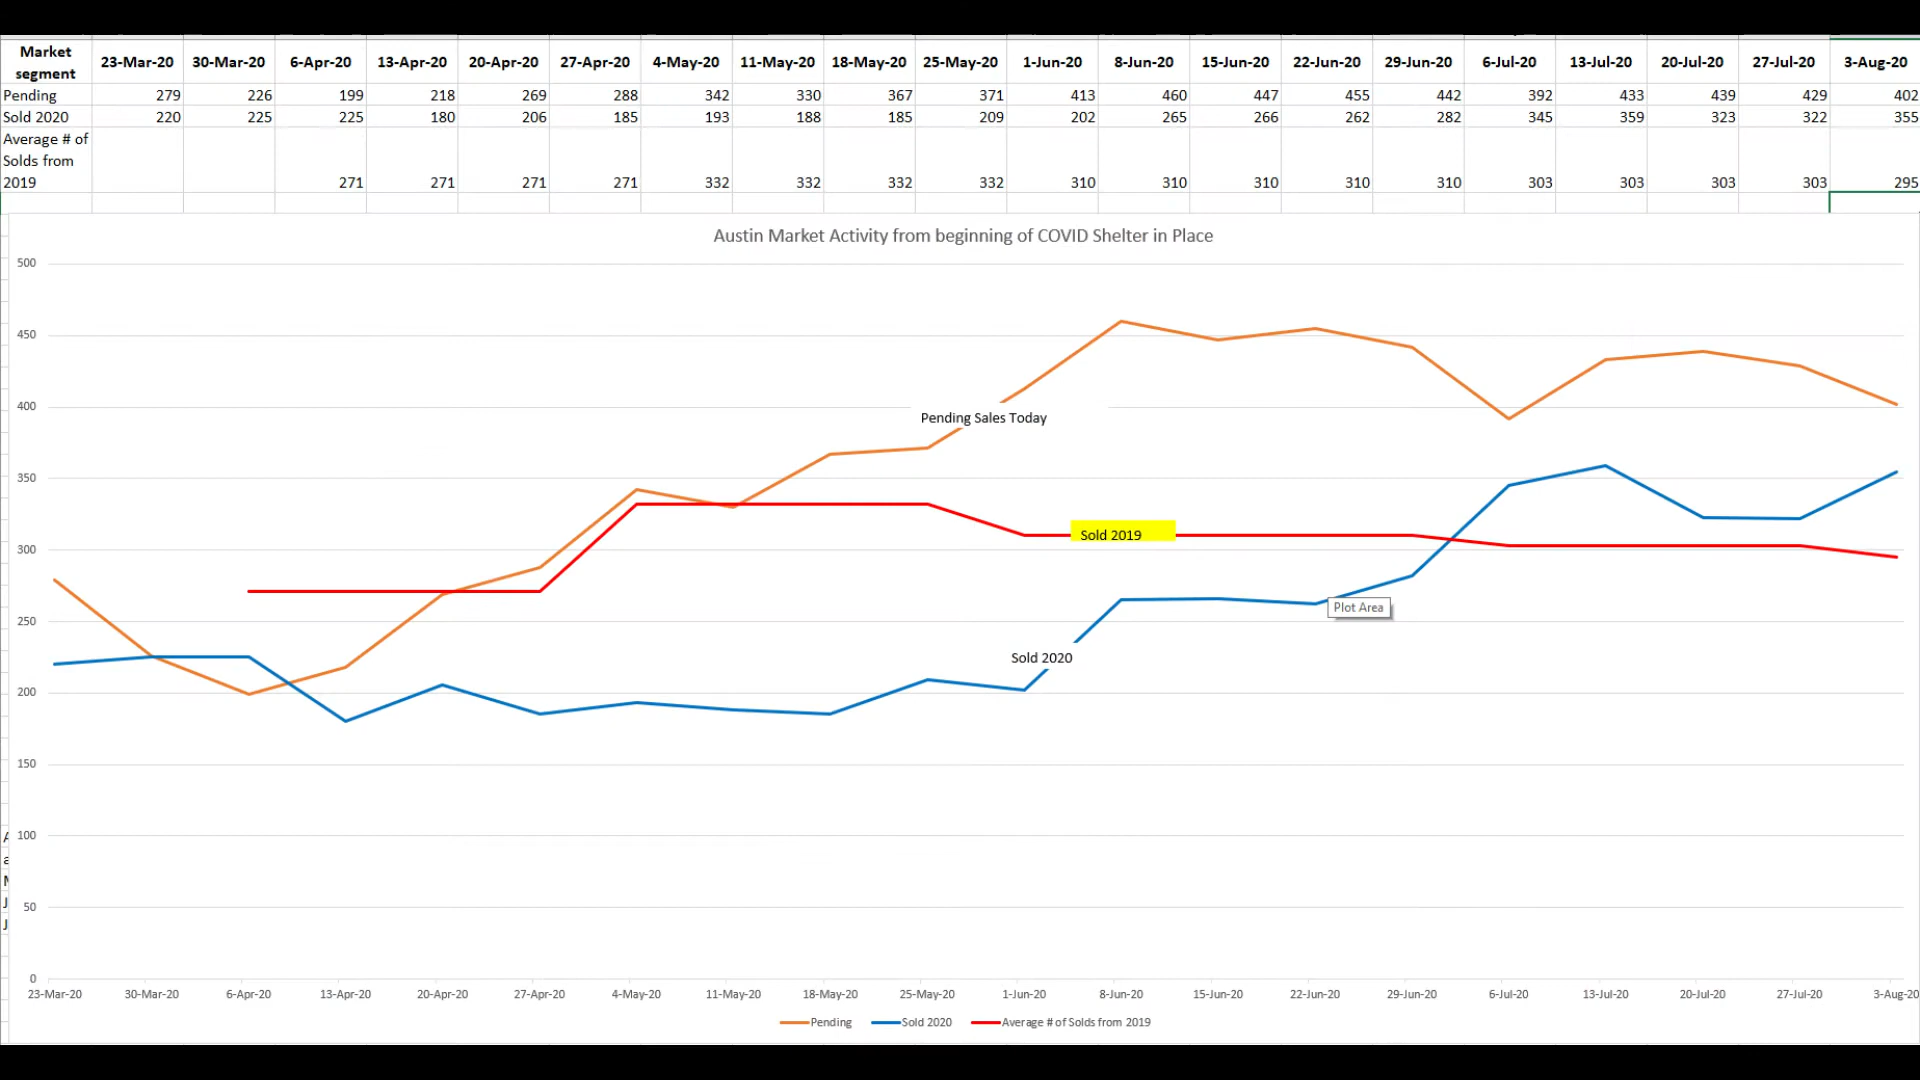 Market segment 23-Mar-20 30-Mar-20 6-Apr-20 13-Apr-20 20-Apr-20 27-Apr-20 4-May-20 11-May-20 18-May-20 25-May-20 1-Jun-20 8-Jun-20 15-Jun-20 22-Jun-20 29-Jun-20 6-Jul-20 13-Jul-20 20-Jul-20 27-Jul-20 3-Aug-20
Pending 279 226 199 218 269 288 342 330 367 371 413 460 447 455 442 392 433 439 429 402
Sold 2020 220 225 225 180 206 185 193 188 185 209 202 265 266 262 282 345 359 323 322 355
Average # of
Solds from
2019 271 271 271 271 332 332 332 332 310 310 310 310 310 303 303 303 303 295
Austin Market Activity from beginning of COVID Shelter in Place
500
450
400
Pending Sales Today
350
300
Sold 2019
250
Plot Area
Sold 2020
200
150
100
50
0
23-Mar-20 30-Mar-20 6-Apr-20 13-Apr-20 20-Apr-20 27-Apr-20 4-May-20 11-May-20 18-May-20 25-May-20 1-Jun-20 8-Jun-20 15-Jun-20 22-Jun-20 29-Jun-20 6-Jul-20 13-Jul-20 20-Jul-20 27-Jul-20 3-Aug-20
Pending Sold 2020 Average # of Solds from 2019